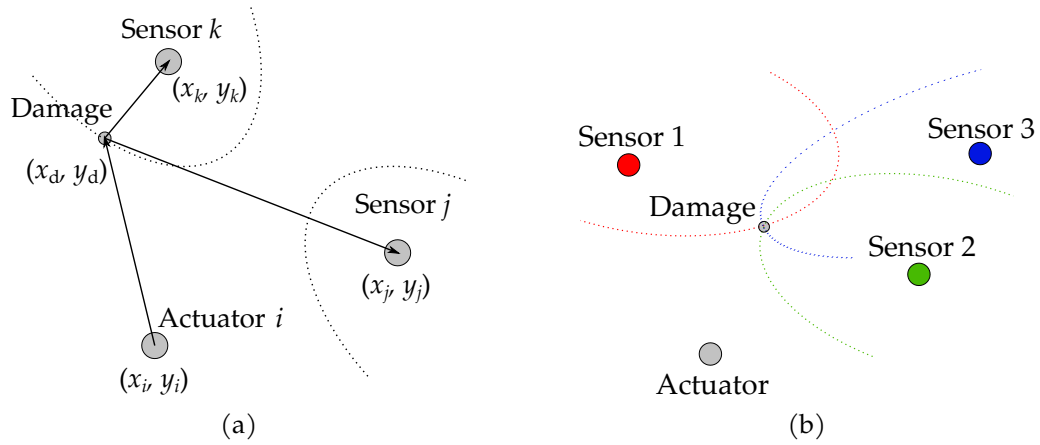 Sensor k
(xk, yk)
Damage
(xd, yd)
Sensor j
(xj, yj)
Actuator i
(xi, yi)
(a)
Sensor 1
Sensor 3
Damage
Sensor 2
Actuator
(b)